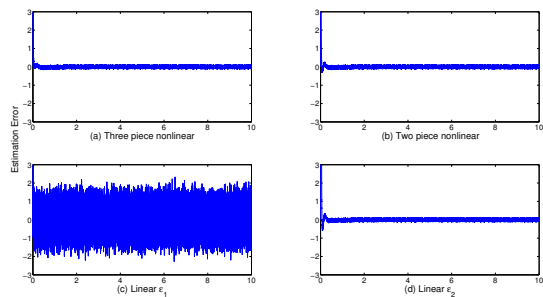 3 3
2 2
1 1
0 0
−1 −1
−2 −2
−3 −3
0 2 4 6 8 10 0 2 4 6 8 10
(a) Three piece nonlinear (b) Two piece nonlinear
Estimation Error
3 3
2 2
1 1
0 0
−1 −1
−2 −2
−3 −3
0 2 4 6 8 10 0 2 4 6 8 10
(c) Linear ε₁ (d) Linear ε₂